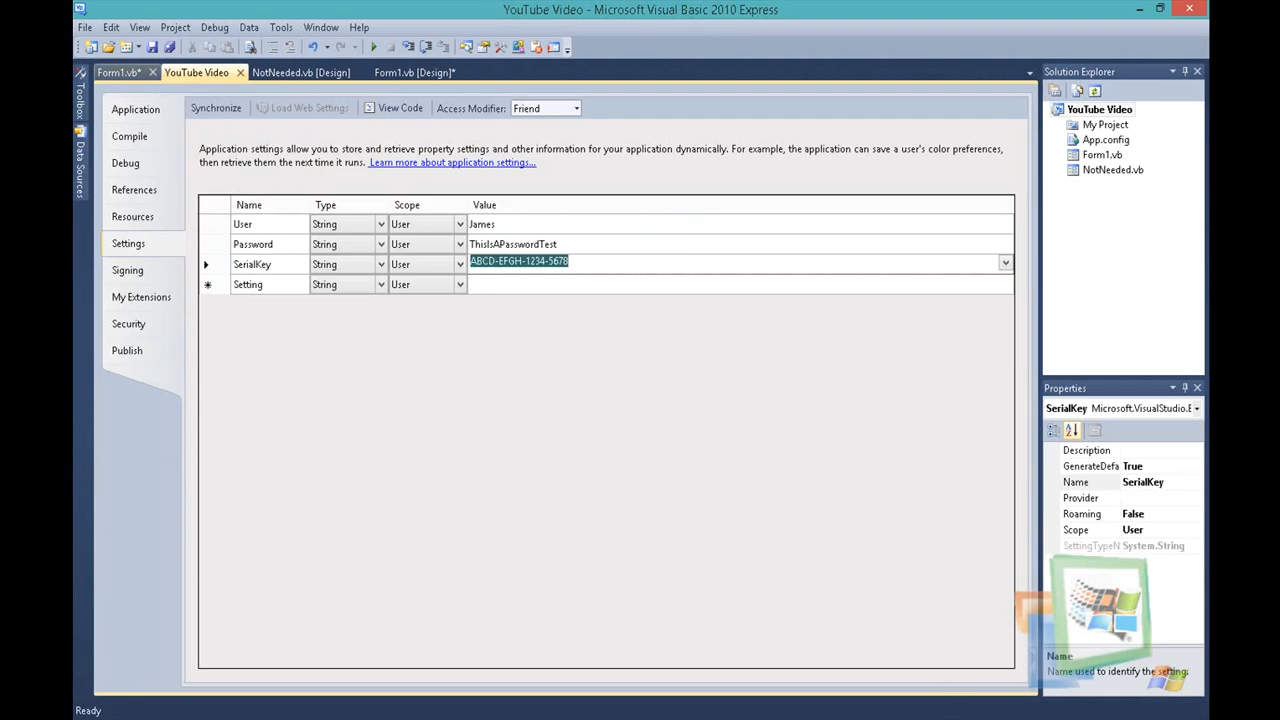 YouTube Video - Microsoft Visual Basic 2010 Express
File Edit View Project Debug Data Tools Window Help
Form1.vb* YouTube Video NotNeeded.vb [Design] Form1.vb [Design]*
Toolbox
Data Sources
Application
Compile
Debug
References
Resources
Settings
Signing
My Extensions
Security
Publish
Synchronize Load Web Settings View Code Access Modifier: Friend
Application settings allow you to store and retrieve property settings and other information for your application dynamically. For example, the application can save a user's color preferences,
then retrieve them the next time it runs. Learn more about application settings...
Name Type Scope Value
User String User James
Password String User ThisIsAPasswordTest
SerialKey String User ABCD-EFGH-1234-5678
Setting String User
Solution Explorer
YouTube Video
My Project
App.config
Form1.vb
NotNeeded.vb
Properties
SerialKey Microsoft.VisualStudio.E
Description
GenerateDefa True
Name SerialKey
Provider
Roaming False
Scope User
SettingTypeN System.String
Name
Name used to identify the setting.
Ready